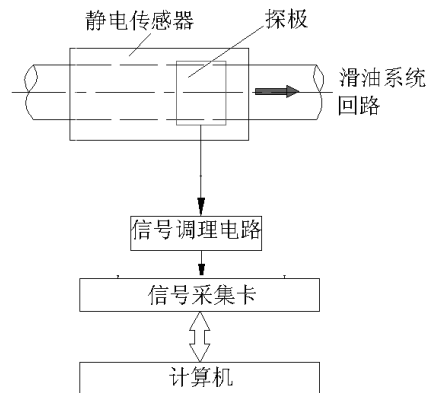 静电传感器
探极
滑油系统
回路
信号调理电路
信号采集卡
计算机